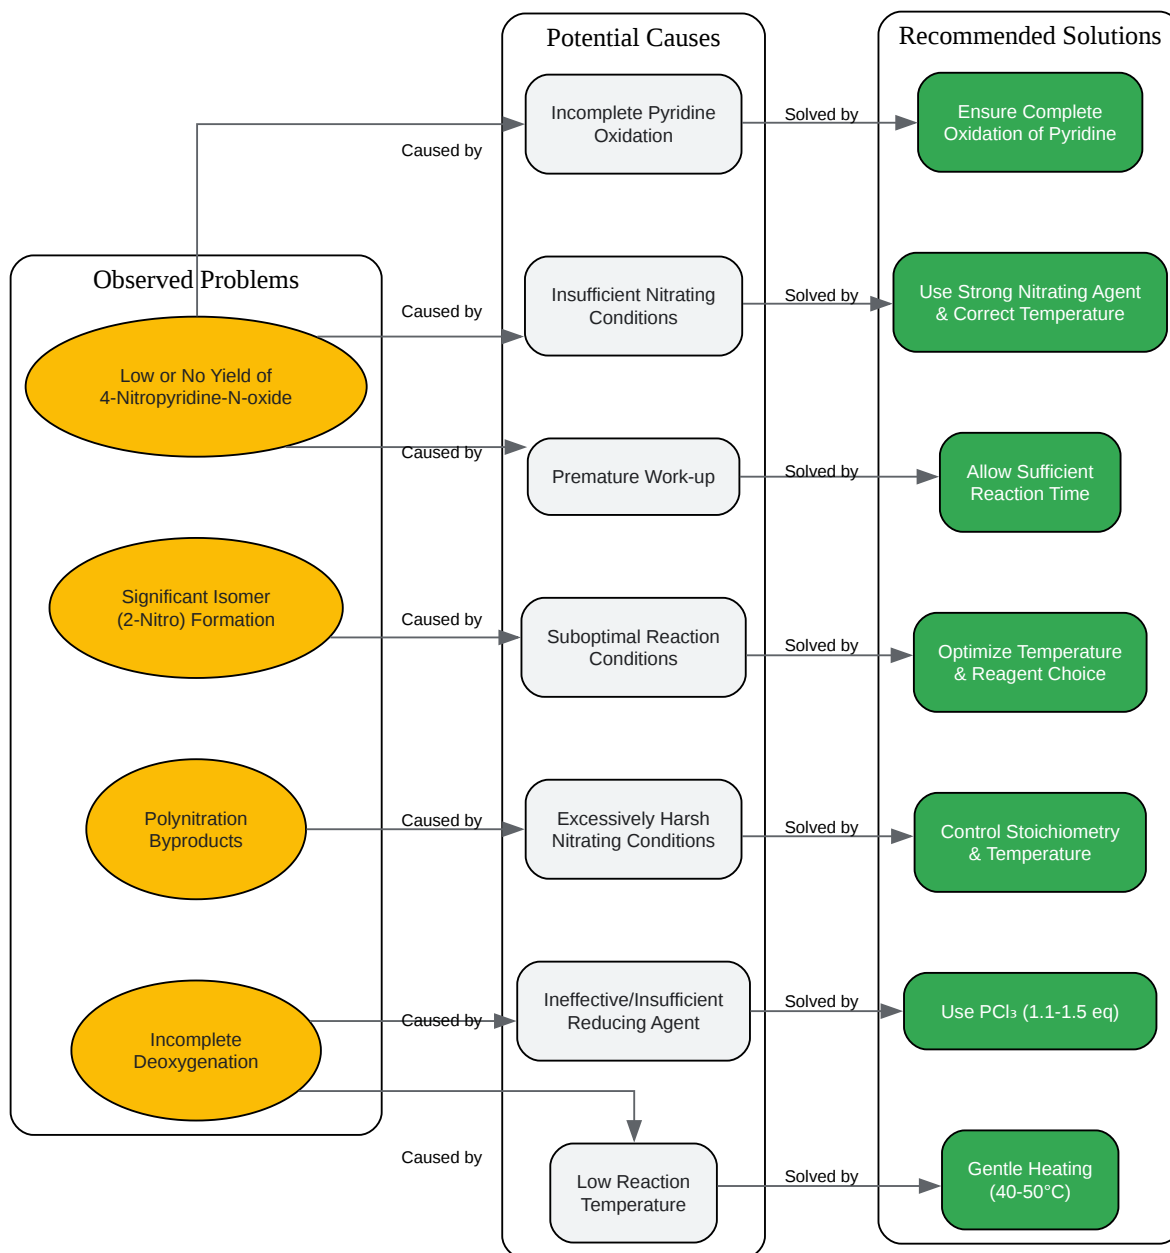 Potential Causes
Recommended Solutions
Incomplete Pyridine
Oxidation
Solved by
Ensure Complete
Oxidation of Pyridine
Caused by
Observed Problems
Insufficient Nitrating
Conditions
Caused by
Solved by
Use Strong Nitrating Agent
& Correct Temperature
Low or No Yield of
4-Nitropyridine-N-oxide
Caused by
Premature Work-up
Solved by
Allow Sufficient
Reaction Time
Significant Isomer
(2-Nitro) Formation
Caused by
Suboptimal Reaction
Conditions
Solved by
Optimize Temperature
& Reagent Choice
Polynitration
Byproducts
Caused by
Excessively Harsh
Nitrating Conditions
Solved by
Control Stoichiometry
& Temperature
Incomplete
Deoxygenation
Caused by
Ineffective/Insufficient
Reducing Agent
Solved by
Use PCl₃ (1.1-1.5 eq)
Caused by
Low Reaction
Temperature
Solved by
Gentle Heating
(40-50°C)